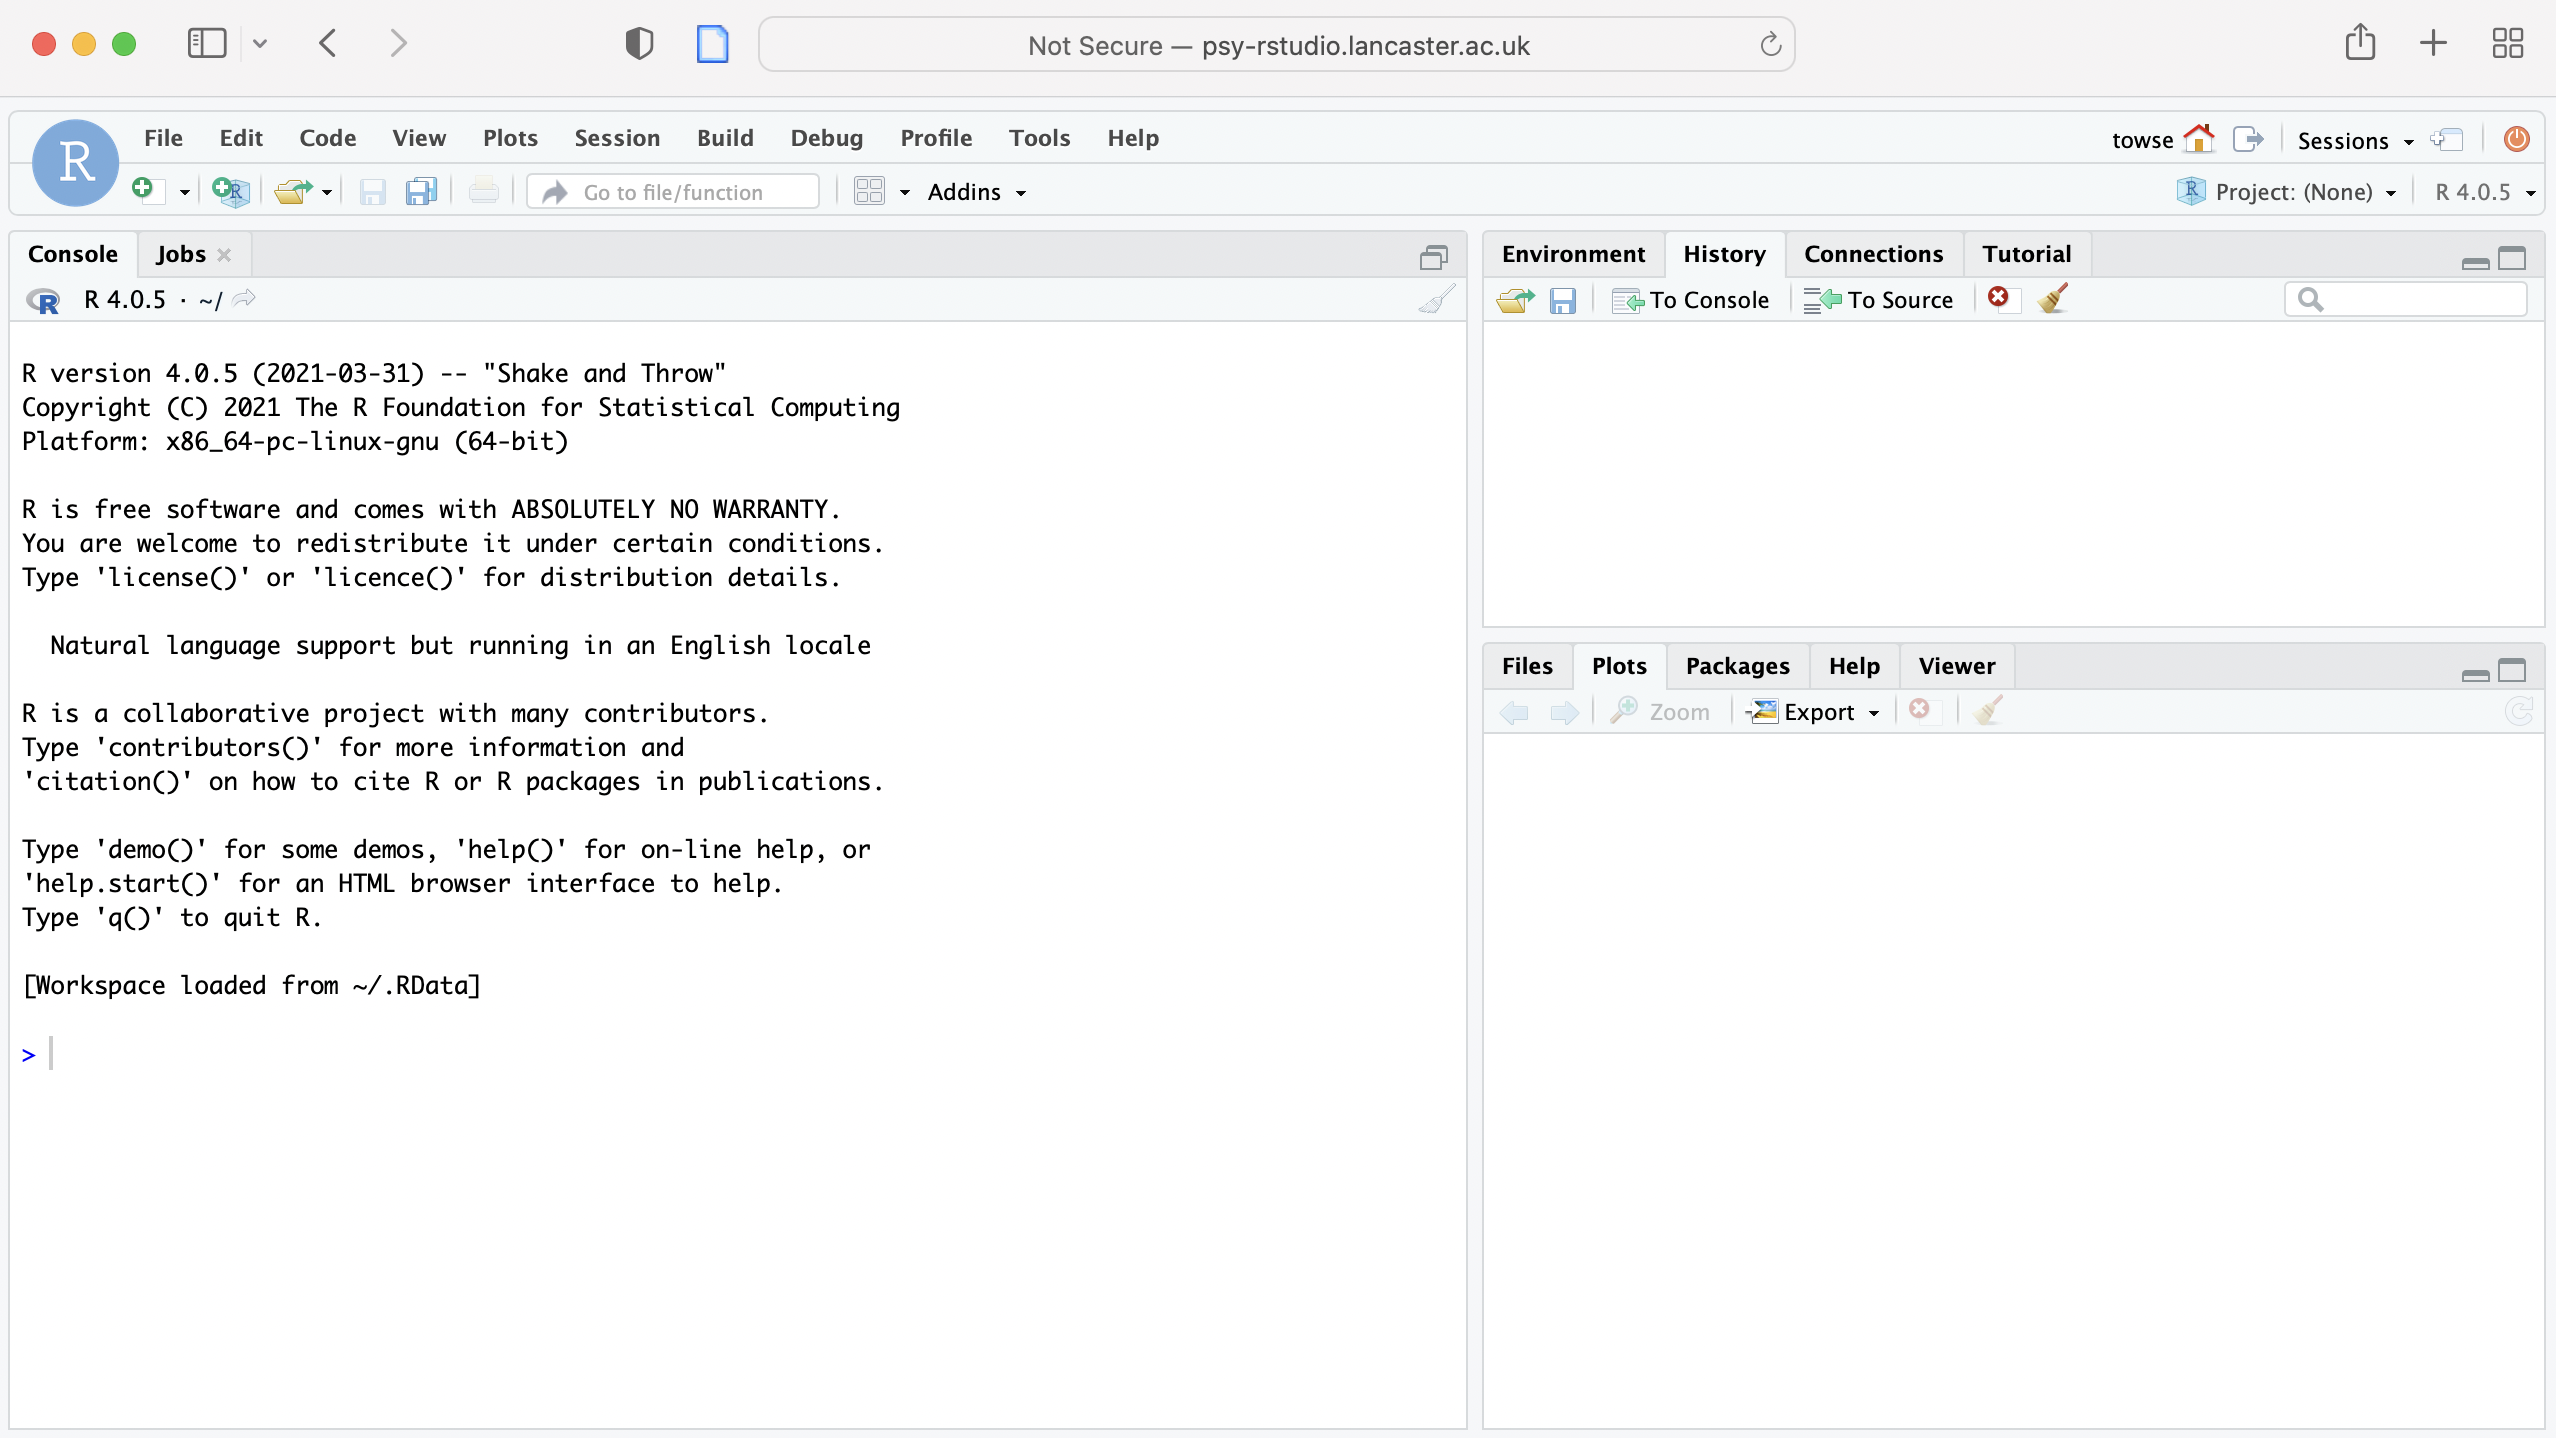 Not Secure — psy-rstudio.lancaster.ac.uk
R
File Edit Code View Plots Session Build Debug Profile Tools Help
towse Sessions
Go to file/function Addins
Project: (None) R 4.0.5
Console Jobs
R 4.0.5 · ~/
R version 4.0.5 (2021-03-31) -- "Shake and Throw"
Copyright (C) 2021 The R Foundation for Statistical Computing
Platform: x86_64-pc-linux-gnu (64-bit)
R is free software and comes with ABSOLUTELY NO WARRANTY.
You are welcome to redistribute it under certain conditions.
Type 'license()' or 'licence()' for distribution details.
Natural language support but running in an English locale
R is a collaborative project with many contributors.
Type 'contributors()' for more information and
'citation()' on how to cite R or R packages in publications.
Type 'demo()' for some demos, 'help()' for on-line help, or
'help.start()' for an HTML browser interface to help.
Type 'q()' to quit R.
[Workspace loaded from ~/.RData]
>
Environment History Connections Tutorial
To Console To Source
Files Plots Packages Help Viewer
Zoom Export